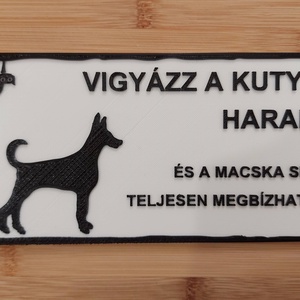 VIGYÁZZ A KUTY
HARA
ÉS A MACSKA S
TELJESEN MEGBÍZHAT